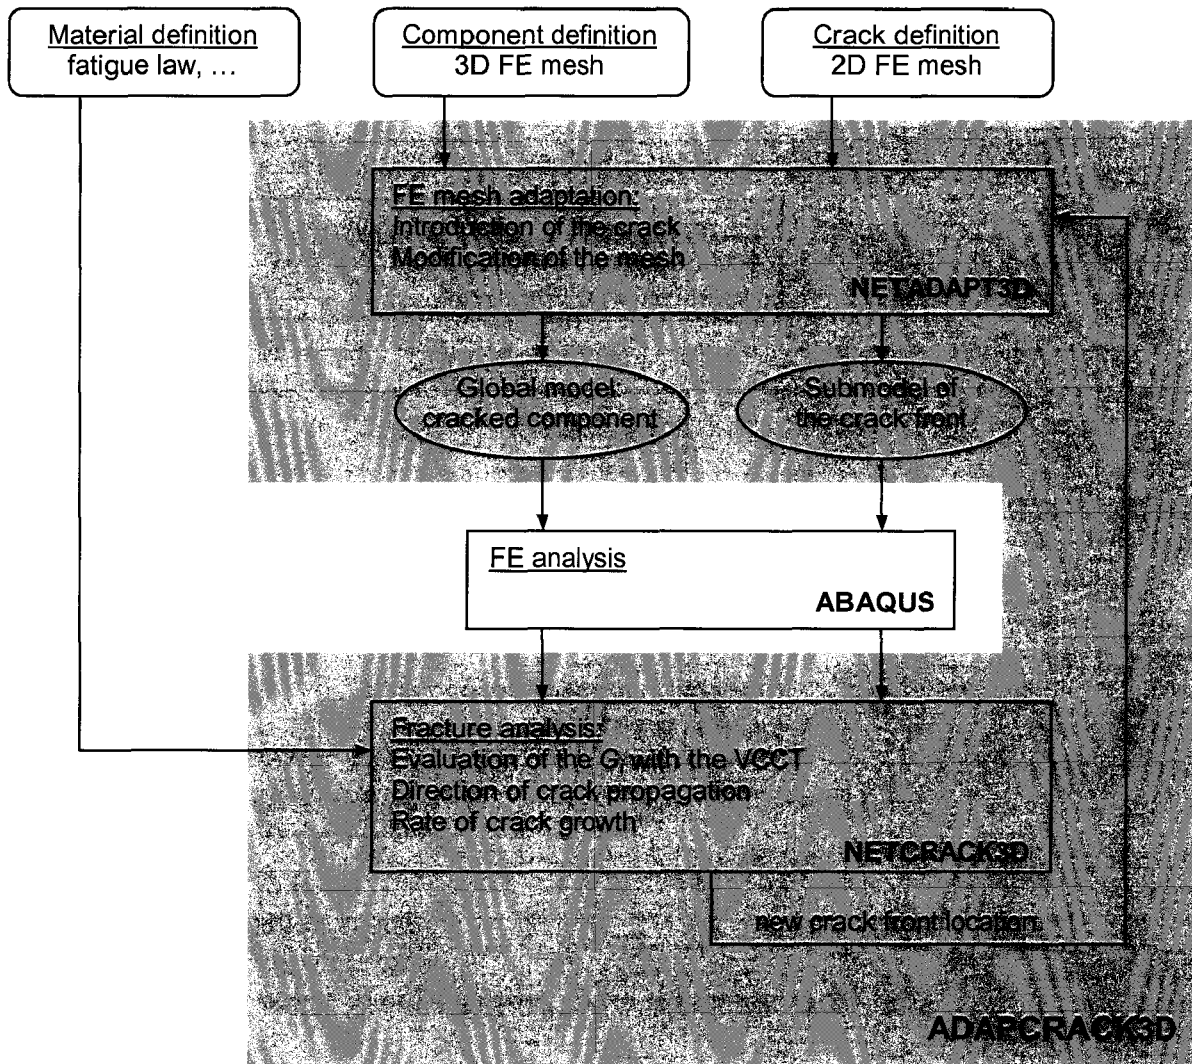 Material definition
fatigue law, ...
Component definition
3D FE mesh
Crack definition
2D FE mesh
FE mesh adaptation:
Introduction of the crack
Modification of the mesh
NETADAPT3D
Global model:
cracked component
Submodel of
the crack front
FE analysis
ABAQUS
Fracture analysis:
Evaluation of the Gi with the VCCT
Direction of crack propagation
Rate of crack growth
NETCRACK3D
new crack front location
ADAPCRACK3D